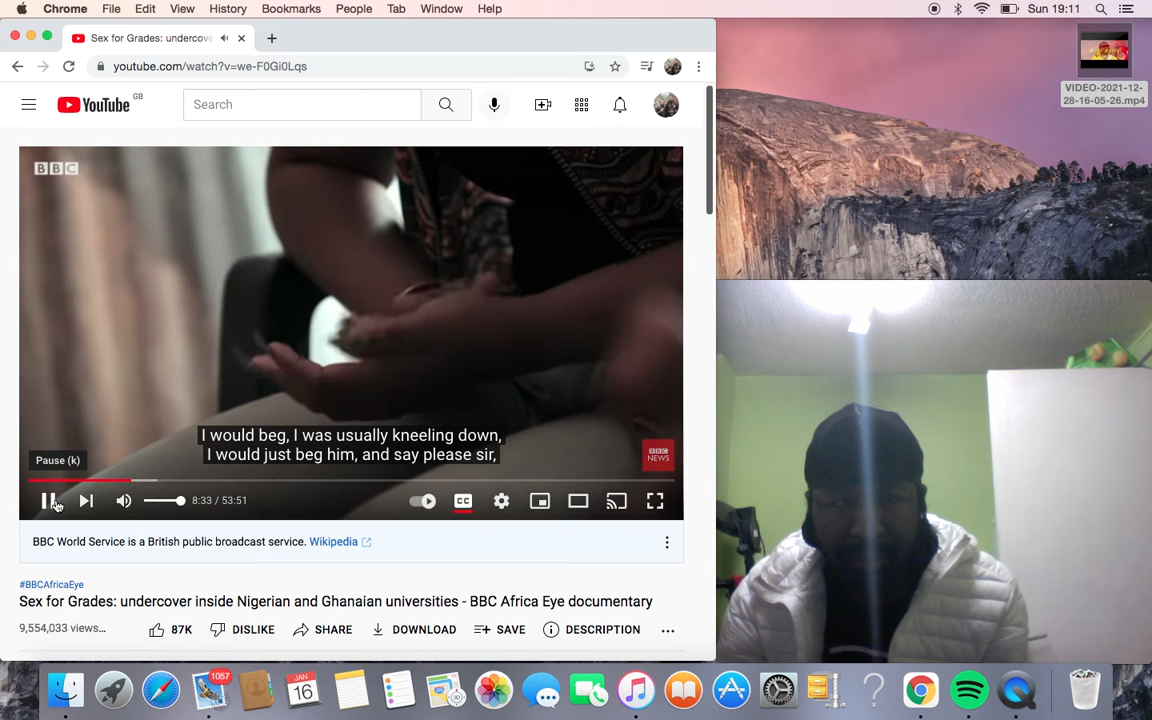 Chrome File Edit View History Bookmarks People Tab Window Help Sun 19:11
Sex for Grades: undercove
youtube.com/watch?v=we-F0Gi0Lqs
YouTube GB
Search
BBC
I would beg, I was usually kneeling down,
I would just beg him, and say please sir,
BBC
NEWS
Pause (k)
8:33 / 53:51
CC
BBC World Service is a British public broadcast service. Wikipedia
#BBCAfricaEye
Sex for Grades: undercover inside Nigerian and Ghanaian universities - BBC Africa Eye documentary
9,554,033 views...
87K
DISLIKE
SHARE
DOWNLOAD
SAVE
DESCRIPTION
VIDEO-2021-12-
28-16-05-26.mp4
1057
JAN
16